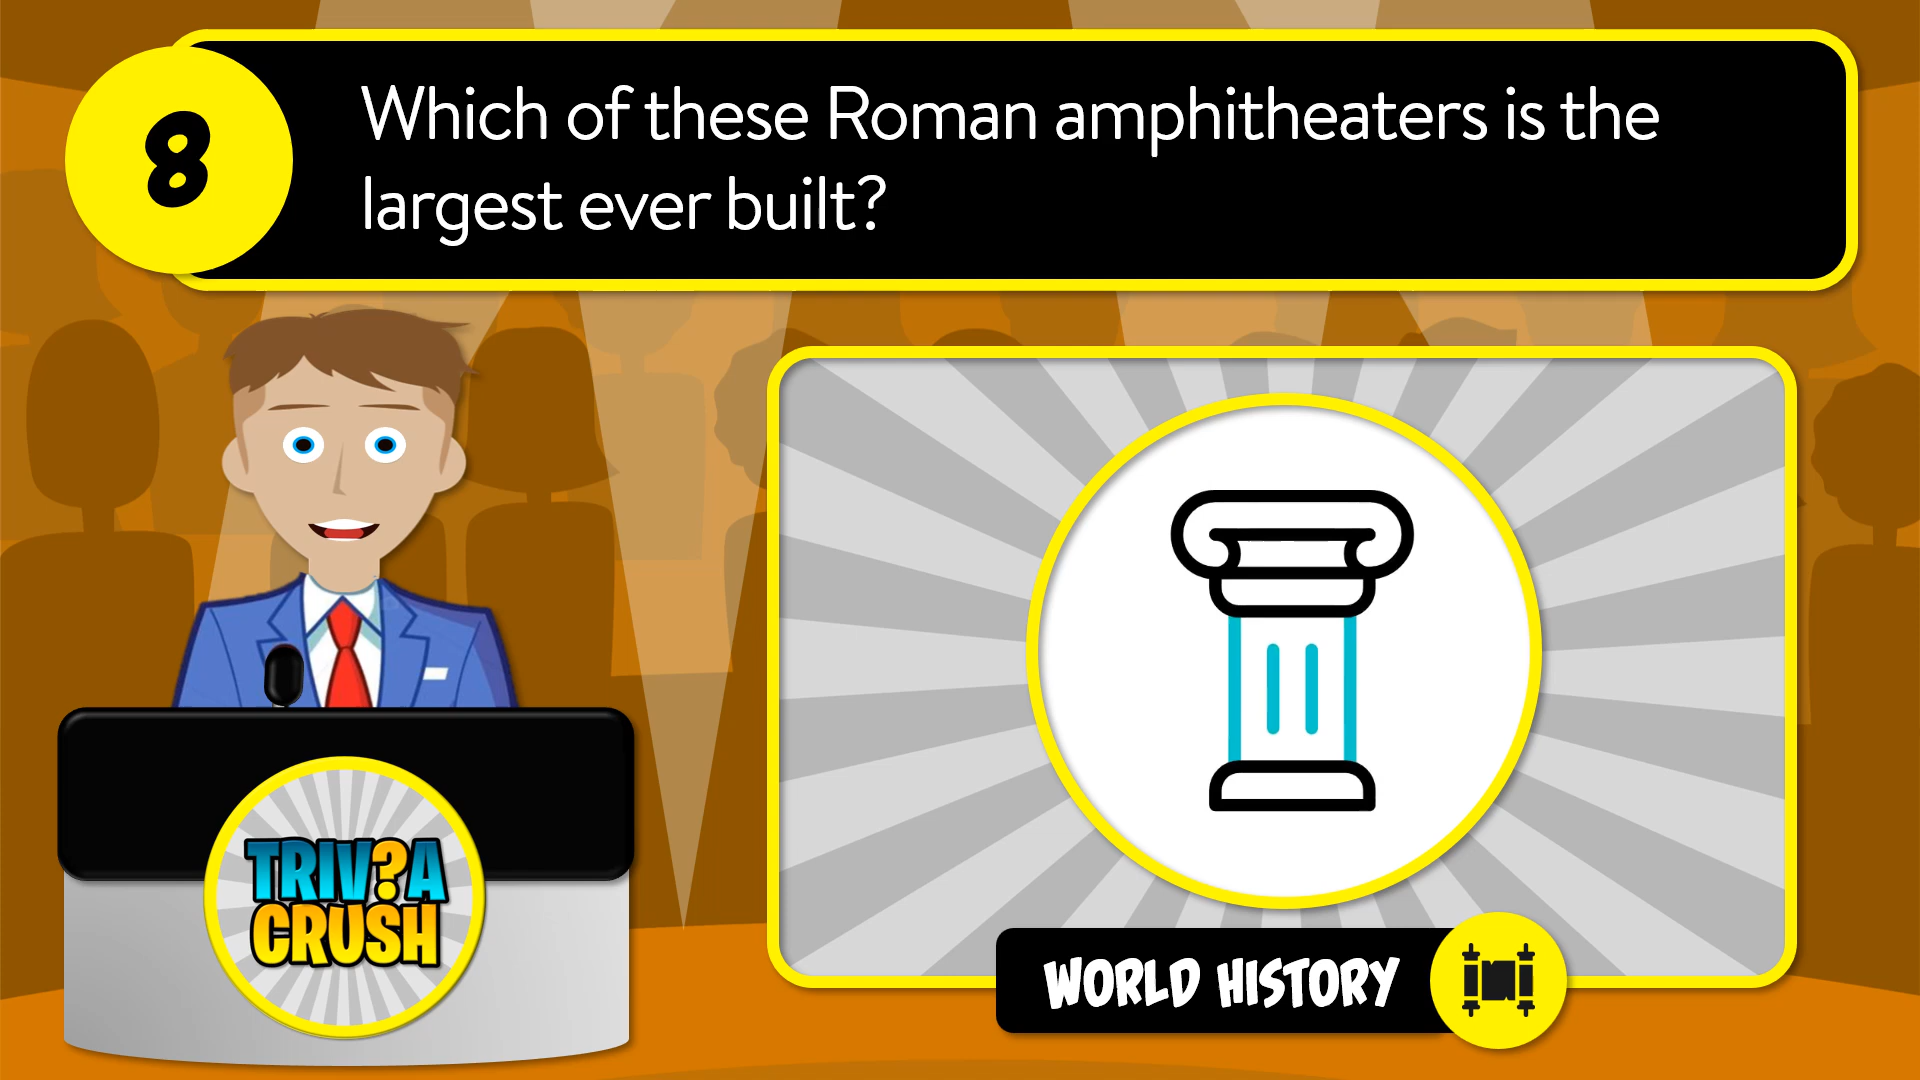 8
Which of these Roman amphitheaters is the
largest ever built?
TRIV?A
CRUSH
WORLD HISTORY